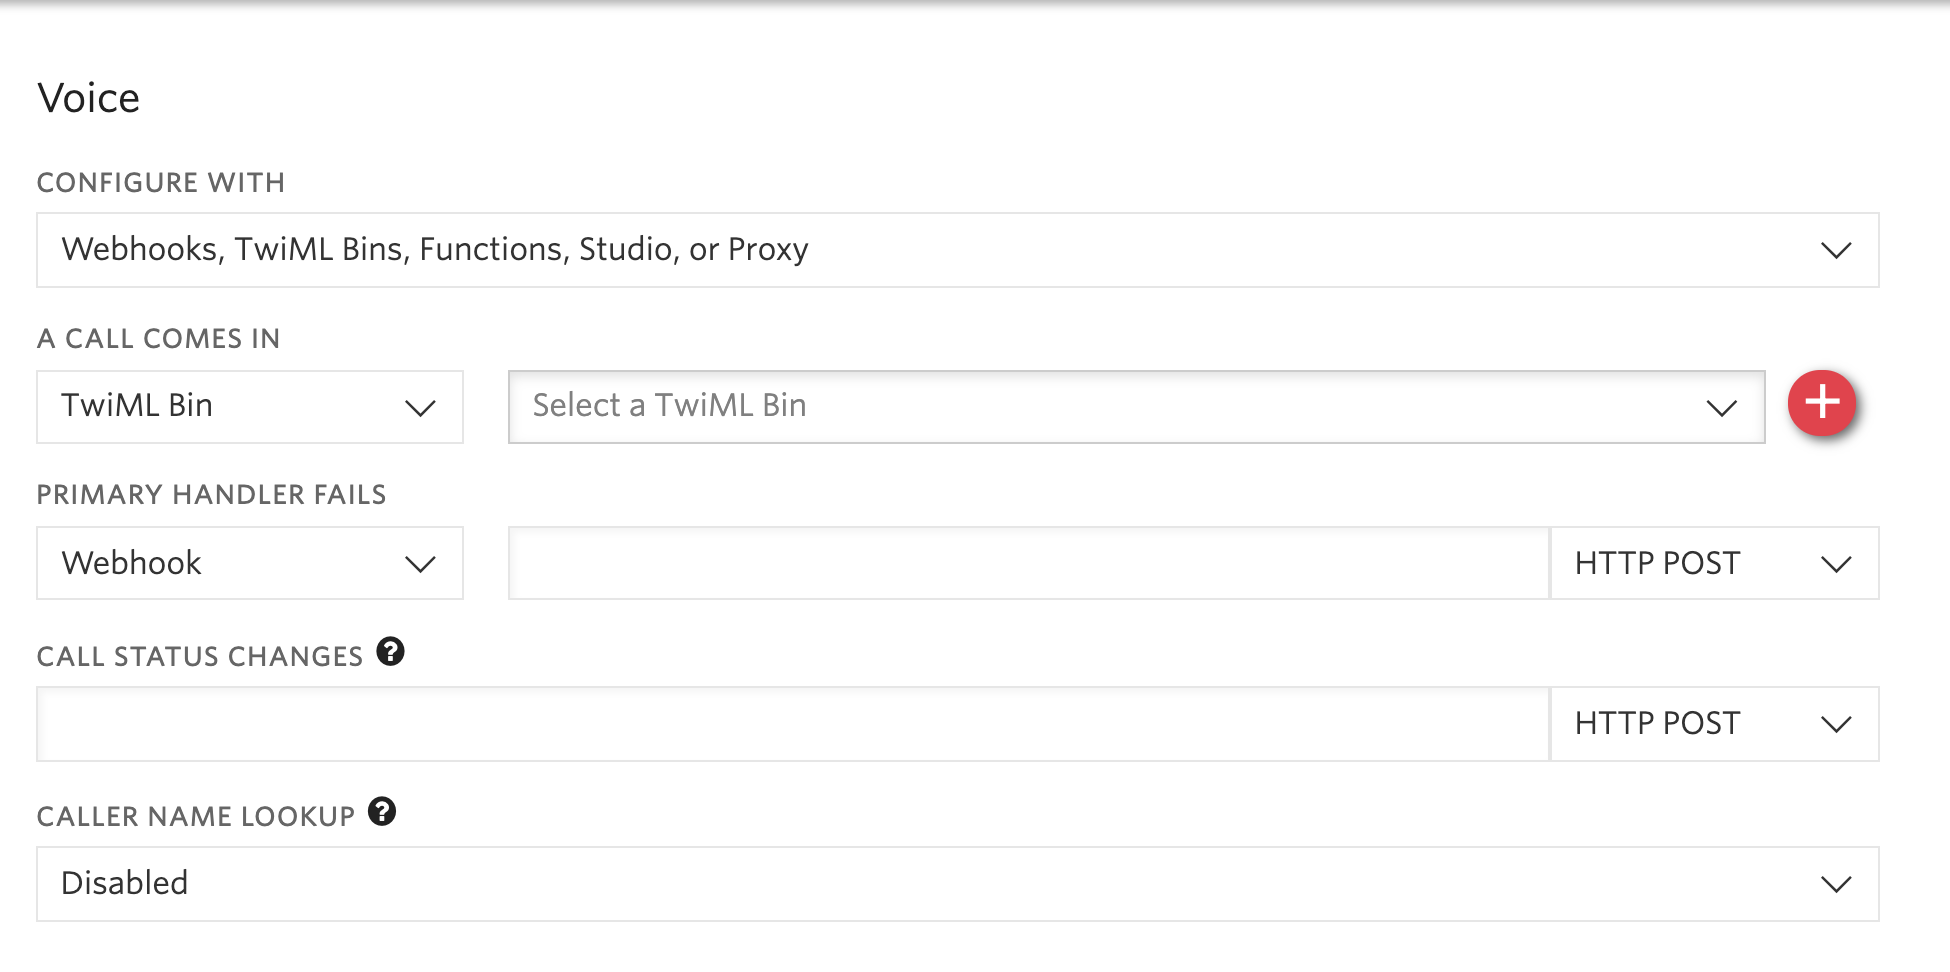 Voice
CONFIGURE WITH
Webhooks, TwiML Bins, Functions, Studio, or Proxy
A CALL COMES IN
TwiML Bin
Select a TwiML Bin
PRIMARY HANDLER FAILS
Webhook
HTTP POST
CALL STATUS CHANGES
HTTP POST
CALLER NAME LOOKUP
Disabled